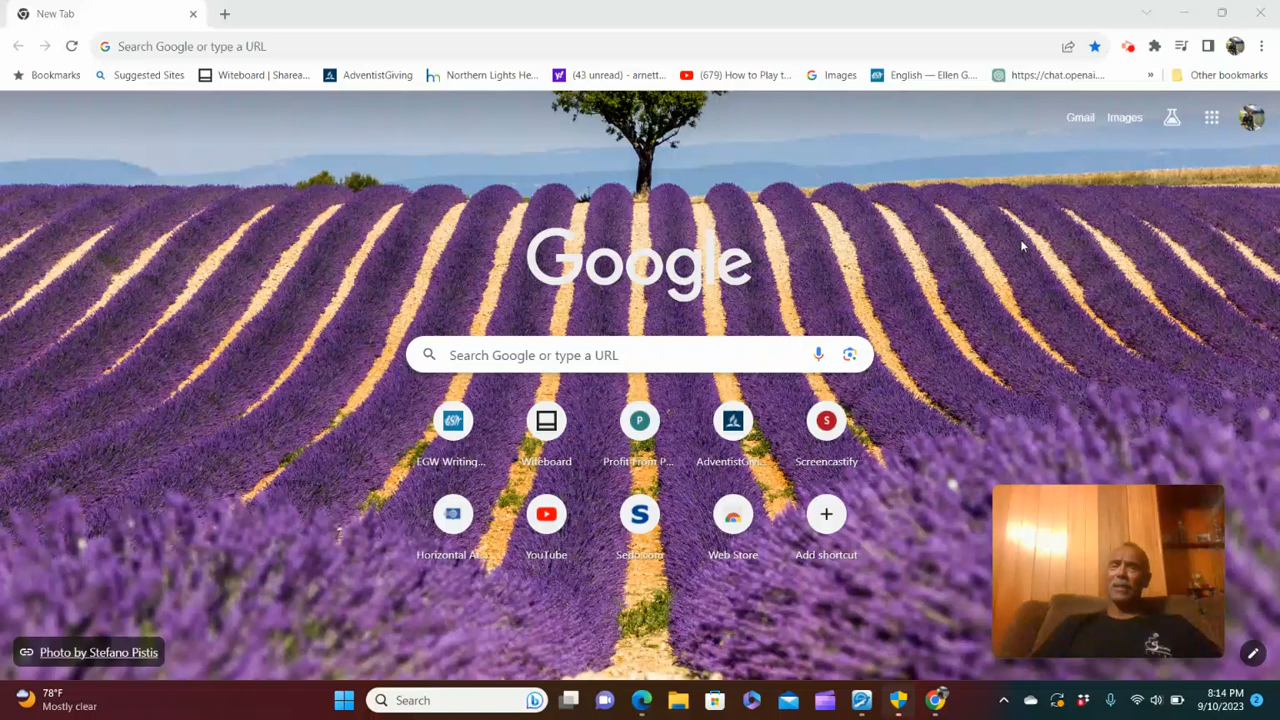 New Tab
Search Google or type a URL
Bookmarks
Suggested Sites
Witeboard | Sharea...
AdventistGiving
Northern Lights He...
(43 unread) - arnett...
(679) How to Play t...
Images
English — Ellen G....
https://chat.openai....
»
Other bookmarks
Gmail
Images
Google
Search Google or type a URL
EGW Writing...
Witeboard
Profit From P...
AdventistGivi...
Screencastify
Horizontal A...
YouTube
Sedo.com
Web Store
Add shortcut
Photo by Stefano Pistis
78°F
Mostly clear
Search
8:14 PM
9/10/2023